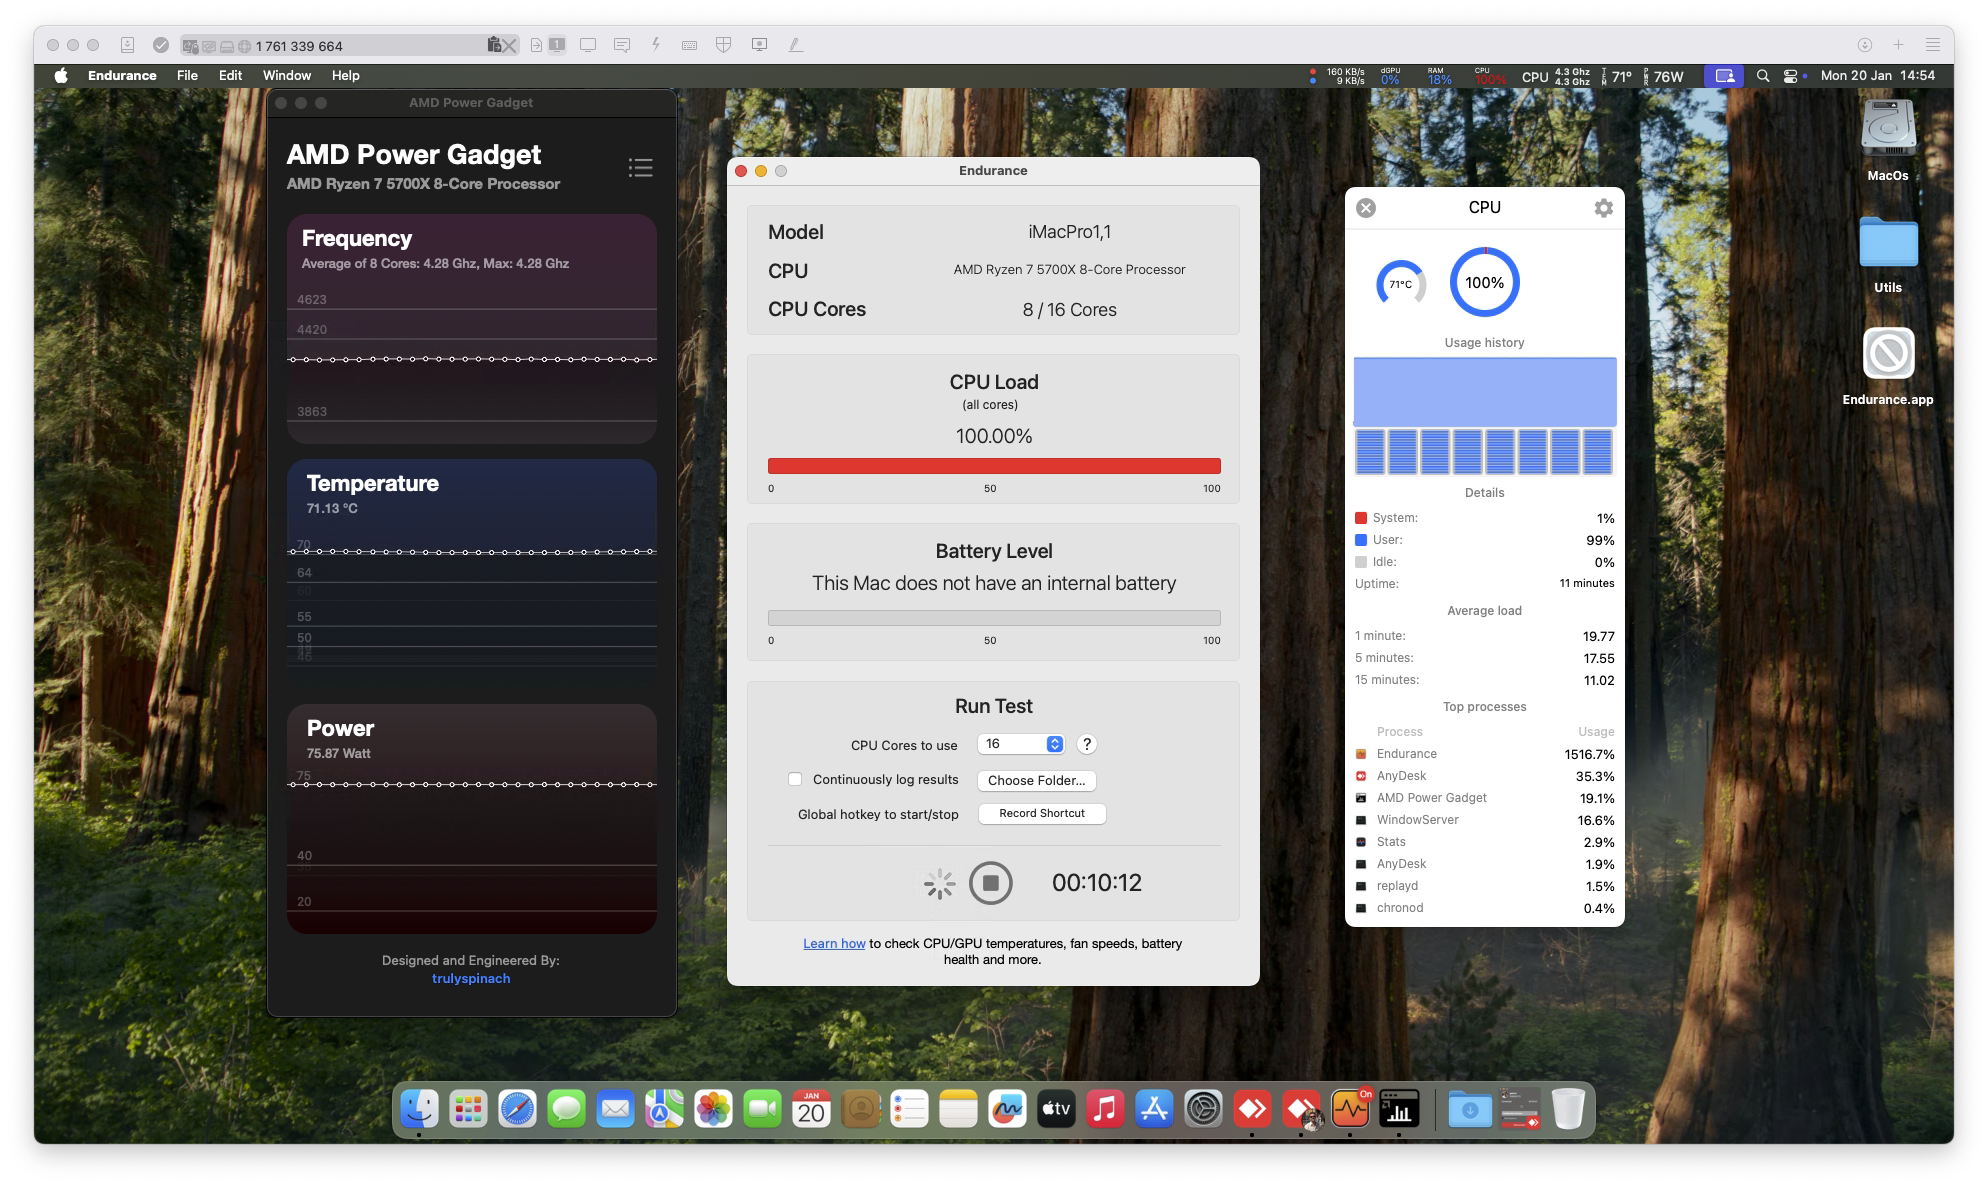 1 761 339 664
1
Endurance File Edit Window Help
160 KB/s
9 KB/s
dGPU
0%
RAM
18%
CPU
100%
CPU 4.3 Ghz
4.3 Ghz
TEM 71° PWR 76W
Mon 20 Jan 14:54
AMD Power Gadget
AMD Power Gadget
AMD Ryzen 7 5700X 8-Core Processor
Frequency
Average of 8 Cores: 4.28 Ghz, Max: 4.28 Ghz
4623
4420
3863
Temperature
71.13 °C
70
64
60
55
50
46
Power
75.87 Watt
75
40
35
20
Designed and Engineered By:
trulyspinach
Endurance
Model iMacPro1,1
CPU AMD Ryzen 7 5700X 8-Core Processor
CPU Cores 8 / 16 Cores
CPU Load
(all cores)
100.00%
0 50 100
Battery Level
This Mac does not have an internal battery
0 50 100
Run Test
CPU Cores to use 16 ?
Continuously log results Choose Folder...
Global hotkey to start/stop Record Shortcut
00:10:12
Learn how to check CPU/GPU temperatures, fan speeds, battery
health and more.
CPU
71°C
100%
Usage history
Details
System: 1%
User: 99%
Idle: 0%
Uptime: 11 minutes
Average load
1 minute: 19.77
5 minutes: 17.55
15 minutes: 11.02
Top processes
Process Usage
Endurance 1516.7%
AnyDesk 35.3%
AMD Power Gadget 19.1%
WindowServer 16.6%
Stats 2.9%
AnyDesk 1.9%
replayd 1.5%
chronod 0.4%
MacOs
Utils
Endurance.app
JAN
20
tv
On